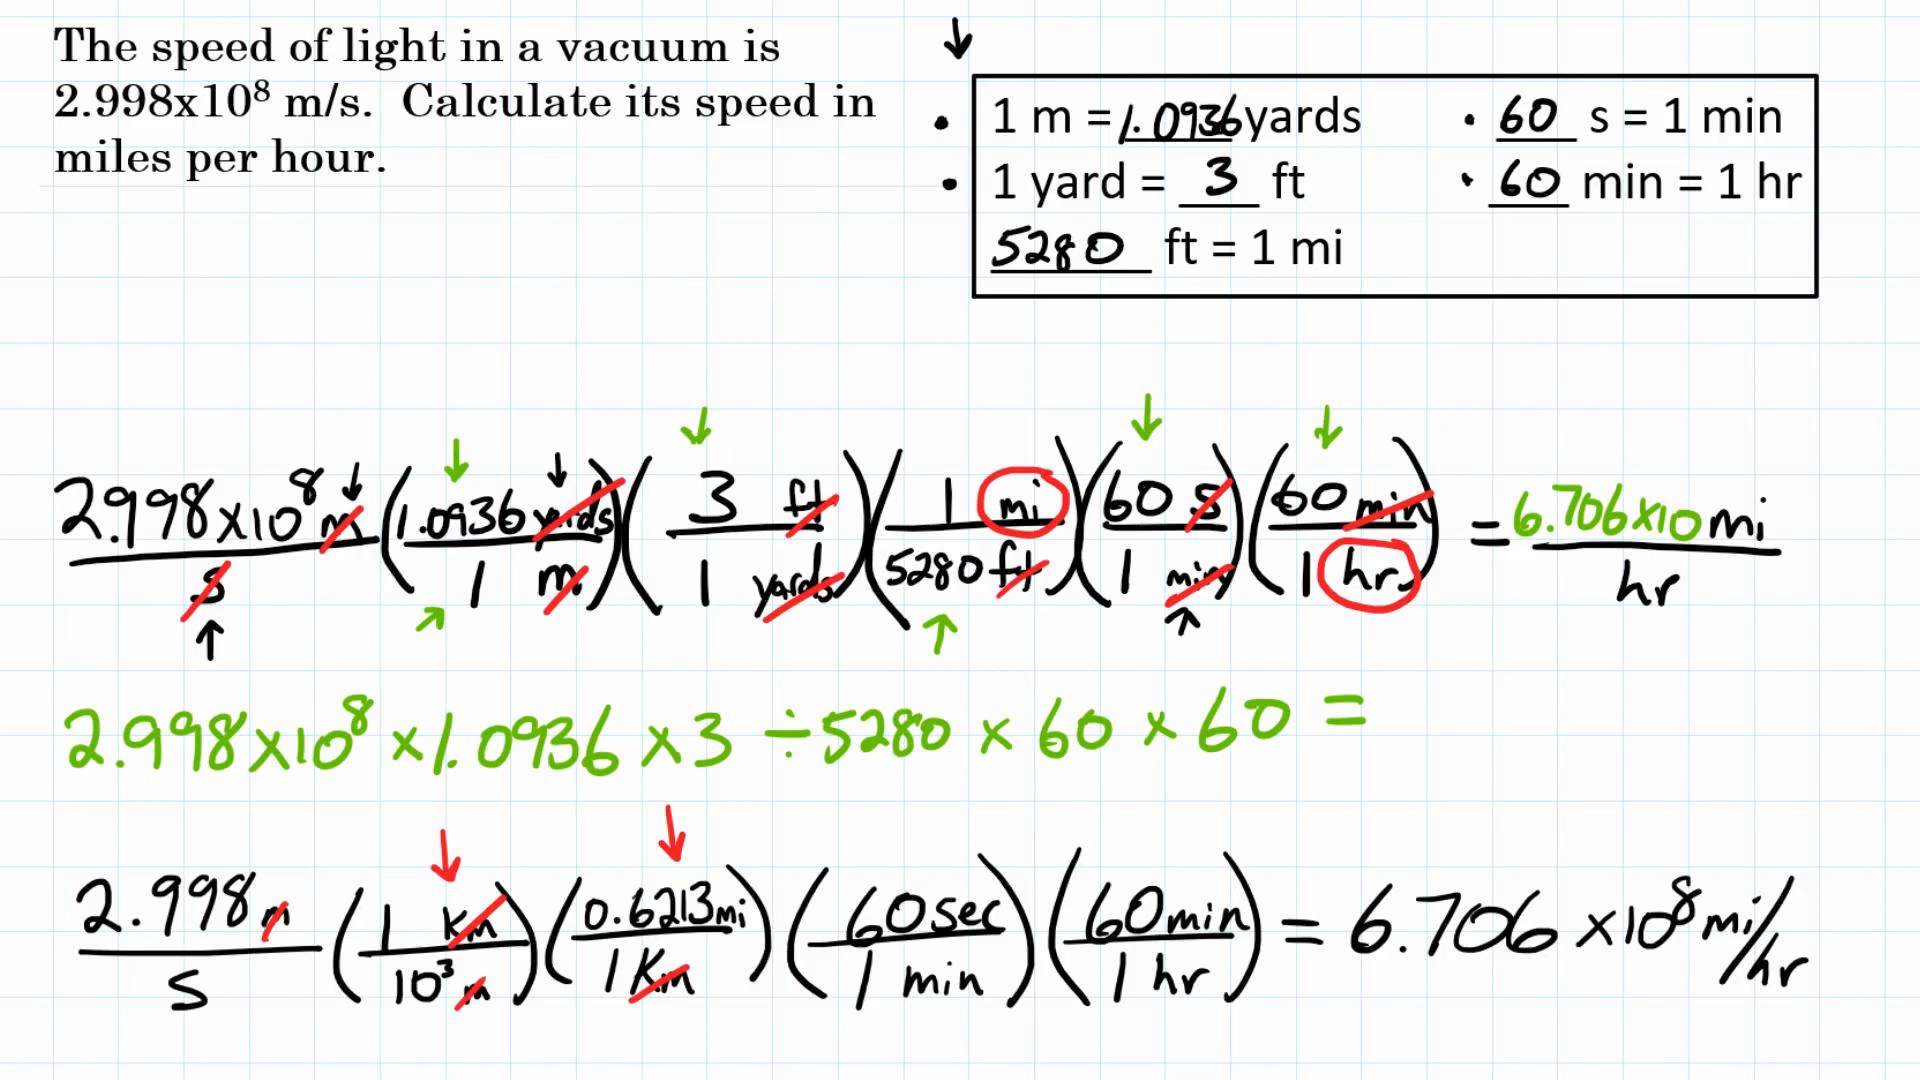 The speed of light in a vacuum is
2.998x10⁸ m/s. Calculate its speed in
miles per hour.
1 m = 1.0936 yards
• 60 s = 1 min
1 yard = 3 ft
• 60 min = 1 hr
5280 ft = 1 mi
2.998x10⁸ m / s (1.0936 yards / 1 m) (3 ft / 1 yards) (1 mi / 5280 ft) (60 s / 1 min) (60 min / 1 hr) = 6.706x10 mi / hr
2.998x10⁸ x 1.0936 x 3 ÷ 5280 x 60 x 60 =
2.998 m / s (1 Km / 10³ m) (0.6213 mi / 1 Km) (60 sec / 1 min) (60 min / 1 hr) = 6.706 x10⁸ mi/hr